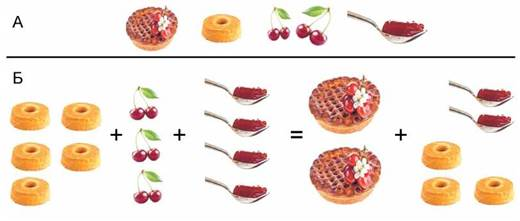 А
Б
+ + = +